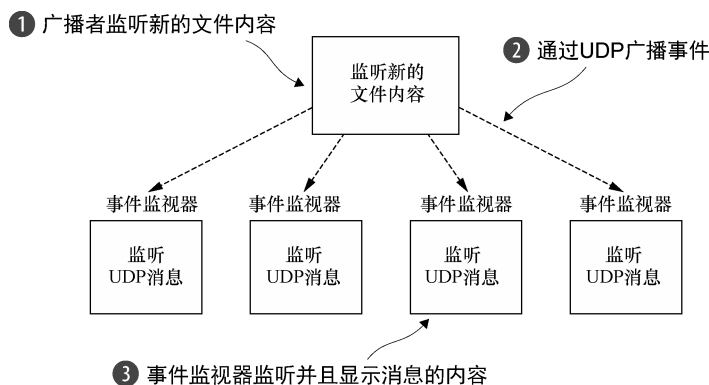 ❶ 广播者监听新的文件内容
❷ 通过UDP广播事件
监听新的
文件内容
事件监视器
事件监视器
事件监视器
事件监视器
监听
UDP消息
监听
UDP消息
监听
UDP消息
监听
UDP消息
❸ 事件监视器监听并且显示消息的内容